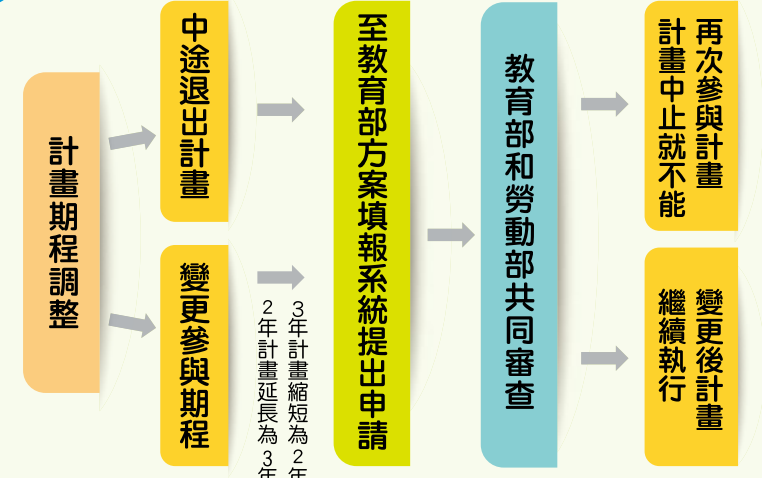 計畫期程調整
中途退出計畫
變更參與期程
3年計畫縮短為2年
2年計畫延長為3年
至教育部方案填報系統提出申請
教育部和勞動部共同審查
再次參與計畫
計畫中止就不能
變更後計畫
繼續執行